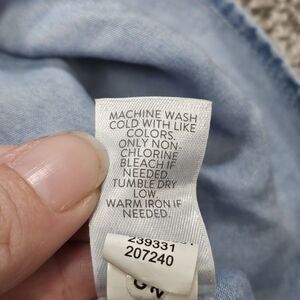 MACHINE WASH
COLD WITH LIKE
COLORS.
ONLY NON-
CHLORINE
BLEACH IF
NEEDED.
TUMBLE DRY
LOW,
WARM IRON IF
NEEDED.
239331
207240